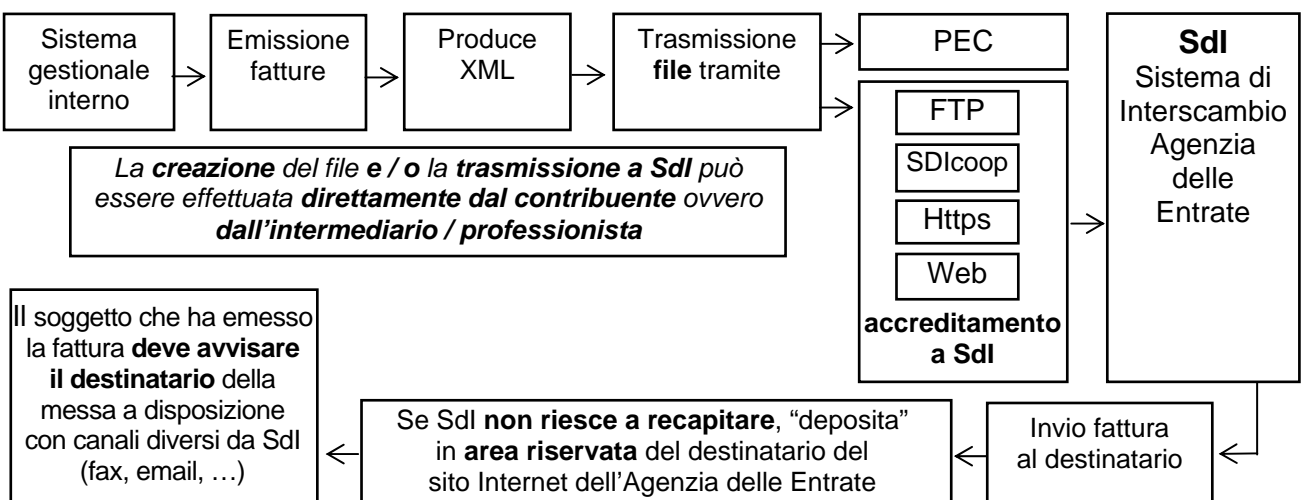 Sistema
gestionale
interno
Emissione
fatture
Produce
XML
Trasmissione
file tramite
PEC
FTP
SDIcoop
Https
Web
accreditamento
a SdI
SdI
Sistema di
Interscambio
Agenzia
delle
Entrate
La creazione del file e / o la trasmissione a SdI può
essere effettuata direttamente dal contribuente ovvero
dall’intermediario / professionista
Invio fattura
al destinatario
Se SdI non riesce a recapitare, “deposita”
in area riservata del destinatario del
sito Internet dell’Agenzia delle Entrate
Il soggetto che ha emesso
la fattura deve avvisare
il destinatario della
messa a disposizione
con canali diversi da SdI
(fax, email, …)